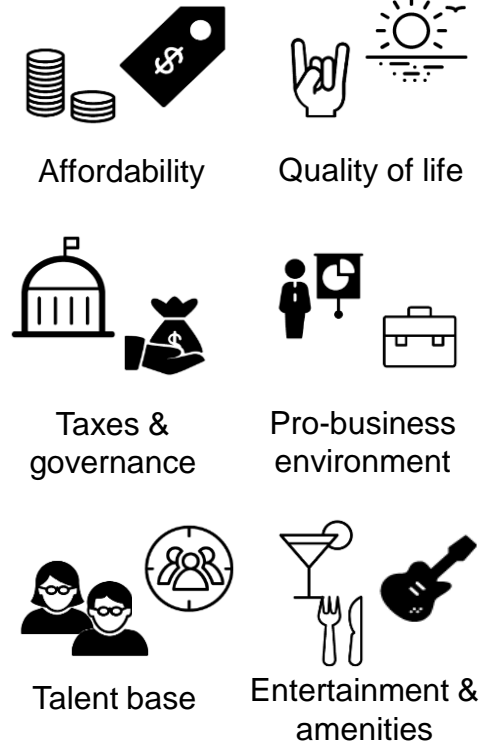 $
Affordability
Quality of life
$
Taxes &
governance
Pro-business
environment
Talent base
Entertainment &
amenities